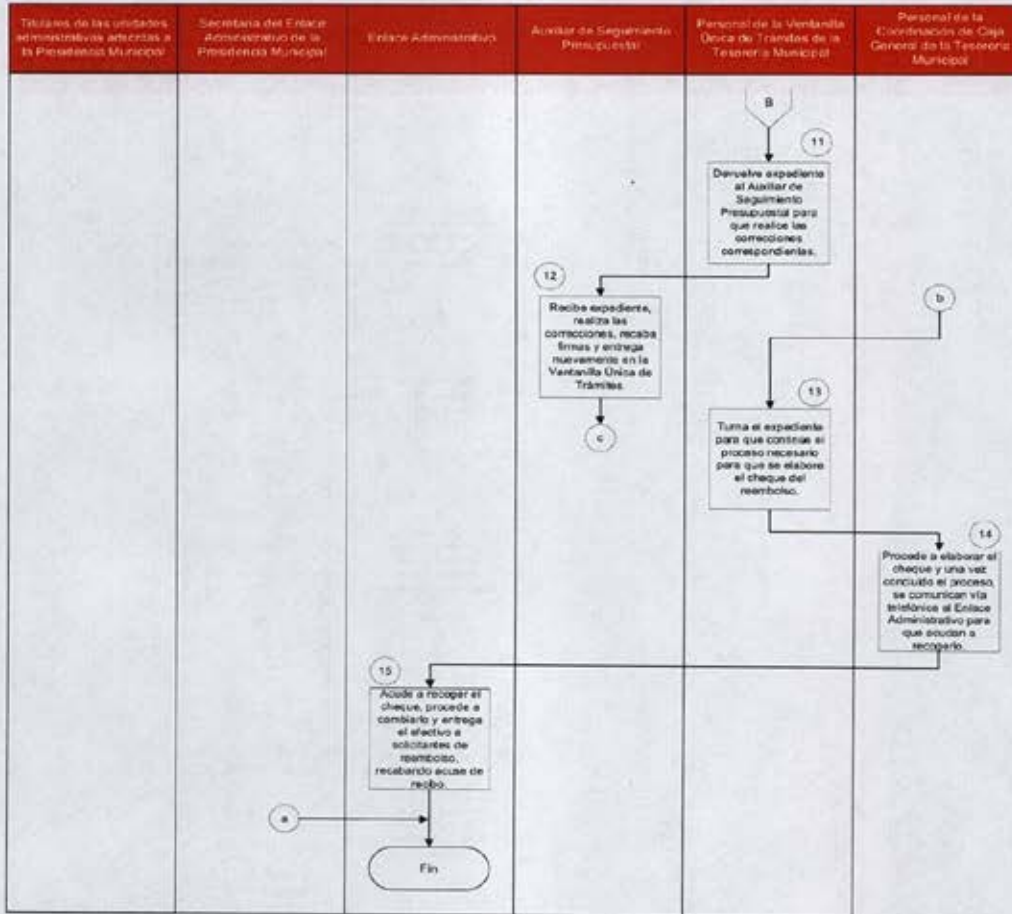 Titulares de las unidades
administrativas adscritas a
la Presidencia Municipal
Secretaria del Enlace
Administrativo de la
Presidencia Municipal
Enlace Administrativo
Auxiliar de Seguimiento
Presupuestal
Personal de la Ventanilla
Única de Trámites de la
Tesorería Municipal
Personal de la
Coordinación de Caja
General de la Tesorería
Municipal
B
11
Devuelve expediente
al Auxiliar de
Seguimiento
Presupuestal para
que realice las
correcciones
correspondientes.
12
Recibe expediente,
realiza las
correcciones, recaba
firmas y entrega
nuevamente en la
Ventanilla Única de
Trámites.
c
b
13
Turna el expediente
para que continúe el
proceso necesario
para que se elabore
el cheque del
reembolso.
14
Procede a elaborar el
cheque y una vez
concluido el proceso,
se comunican vía
telefónica al Enlace
Administrativo para
que acudan a
recogerlo.
15
Acude a recoger el
cheque, procede a
cambiarlo y entrega
el efectivo a
solicitantes de
reembolso,
recabando acuse de
recibo.
a
Fin